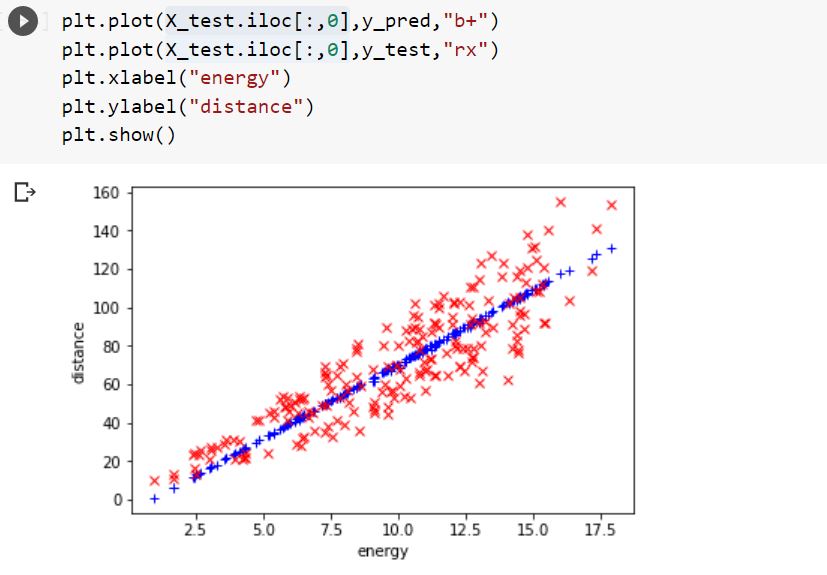 plt.plot(X_test.iloc[:,0],y_pred,"b+")
plt.plot(X_test.iloc[:,0],y_test,"rx")
plt.xlabel("energy")
plt.ylabel("distance")
plt.show()
160
140
120
100
80
60
40
20
0
distance
2.5 5.0 7.5 10.0 12.5 15.0 17.5
energy